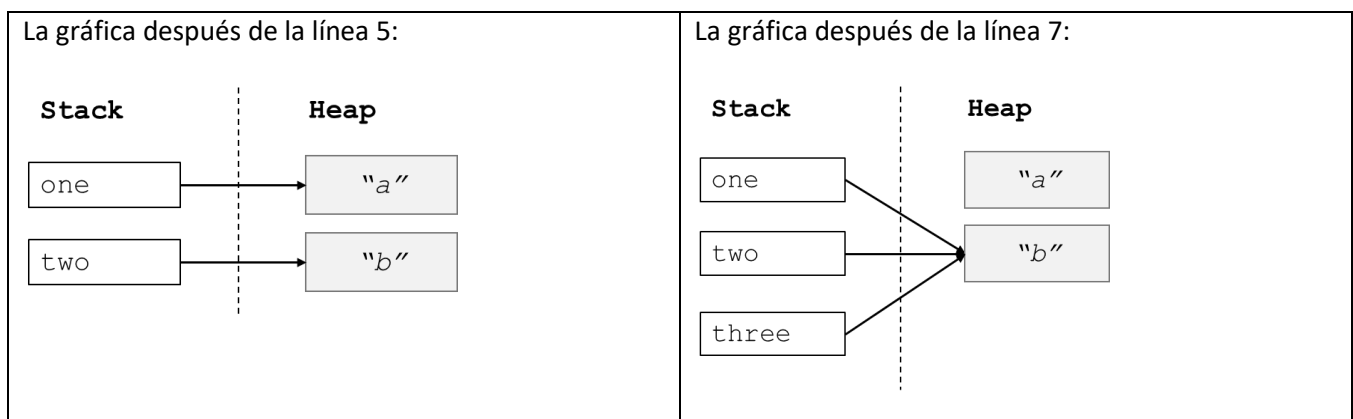 La gráfica después de la línea 5:
Stack Heap
one "a"
two "b"
La gráfica después de la línea 7:
Stack Heap
one "a"
two "b"
three